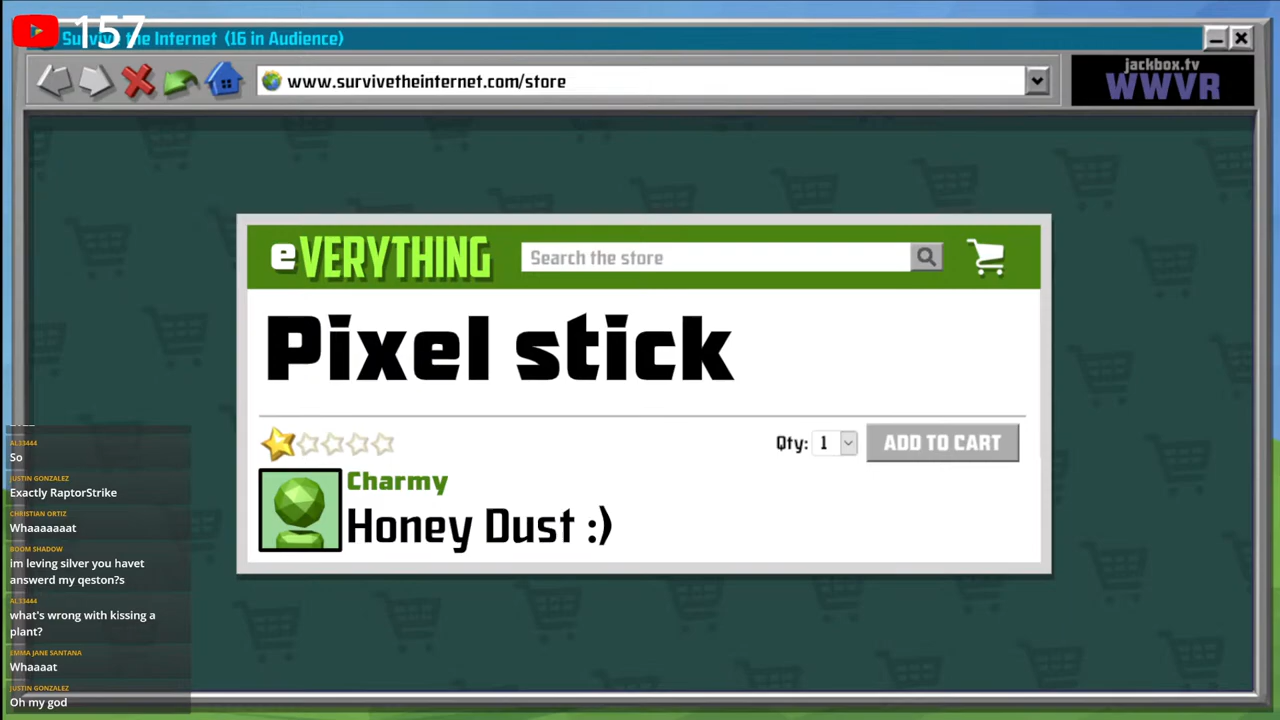 157
Survive the Internet (16 in Audience)
www.survivetheinternet.com/store
jackbox.tv
WWVR
eVERYTHING
Search the store
Pixel stick
Qty: 1
ADD TO CART
Charmy
Honey Dust :)
AL13444
So
JUSTIN GONZALEZ
Exactly RaptorStrike
CHRISTIAN ORTIZ
Whaaaaaaat
BOOM SHADOW
im leving silver you havet
answerd my qeston?s
AL13444
what's wrong with kissing a
plant?
EMMA JANE SANTANA
Whaaaat
JUSTIN GONZALEZ
Oh my god